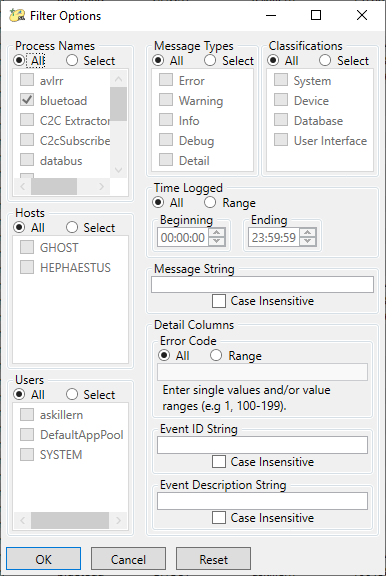 Filter Options
Process Names
All Select
avlrr
bluetoad
C2C Extractor
C2cSubscribe
databus
Hosts
All Select
GHOST
HEPHAESTUS
Users
All Select
askillern
DefaultAppPool
SYSTEM
Message Types
All Select
Error
Warning
Info
Debug
Detail
Classifications
All Select
System
Device
Database
User Interface
Time Logged
All Range
Beginning Ending
00:00:00 23:59:59
Message String
Case Insensitive
Detail Columns
Error Code
All Range
Enter single values and/or value
ranges (e.g 1, 100-199).
Event ID String
Case Insensitive
Event Description String
Case Insensitive
OK Cancel Reset